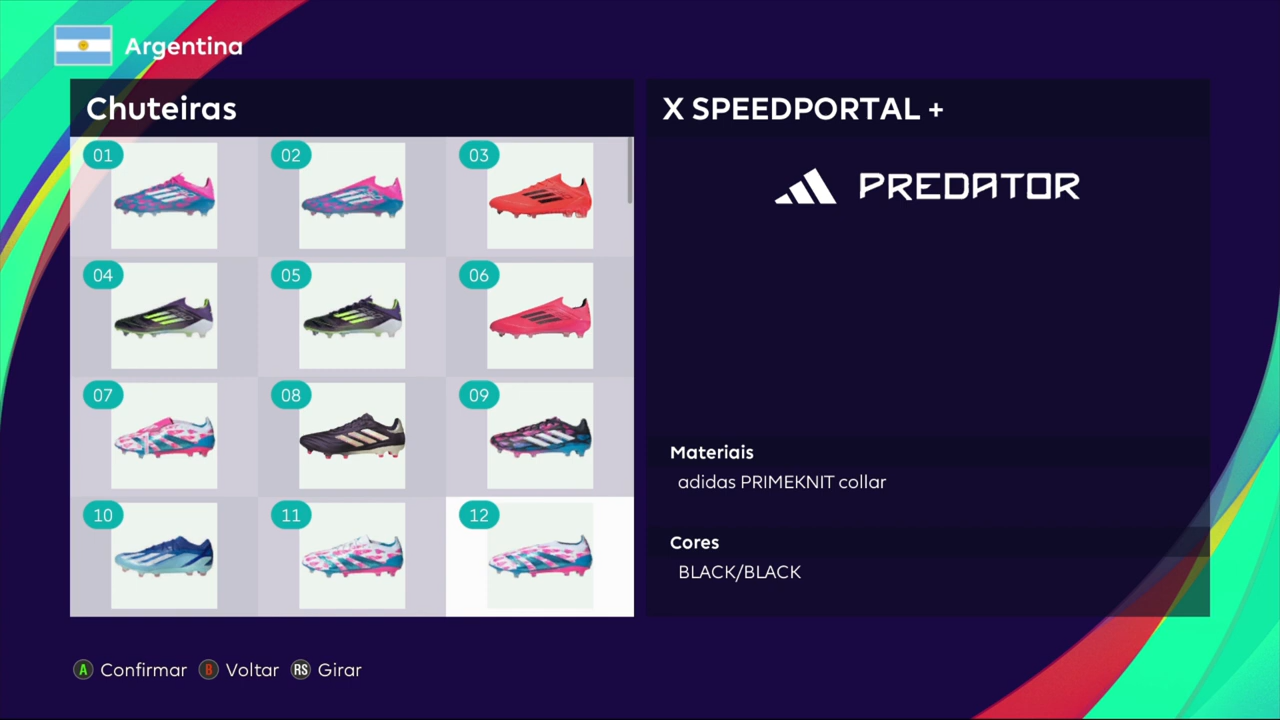 Argentina
Chuteiras
01
02
03
04
05
06
07
08
09
10
11
12
X SPEEDPORTAL +
PREDATOR
Materiais
adidas PRIMEKNIT collar
Cores
BLACK/BLACK
A Confirmar B Voltar RS Girar